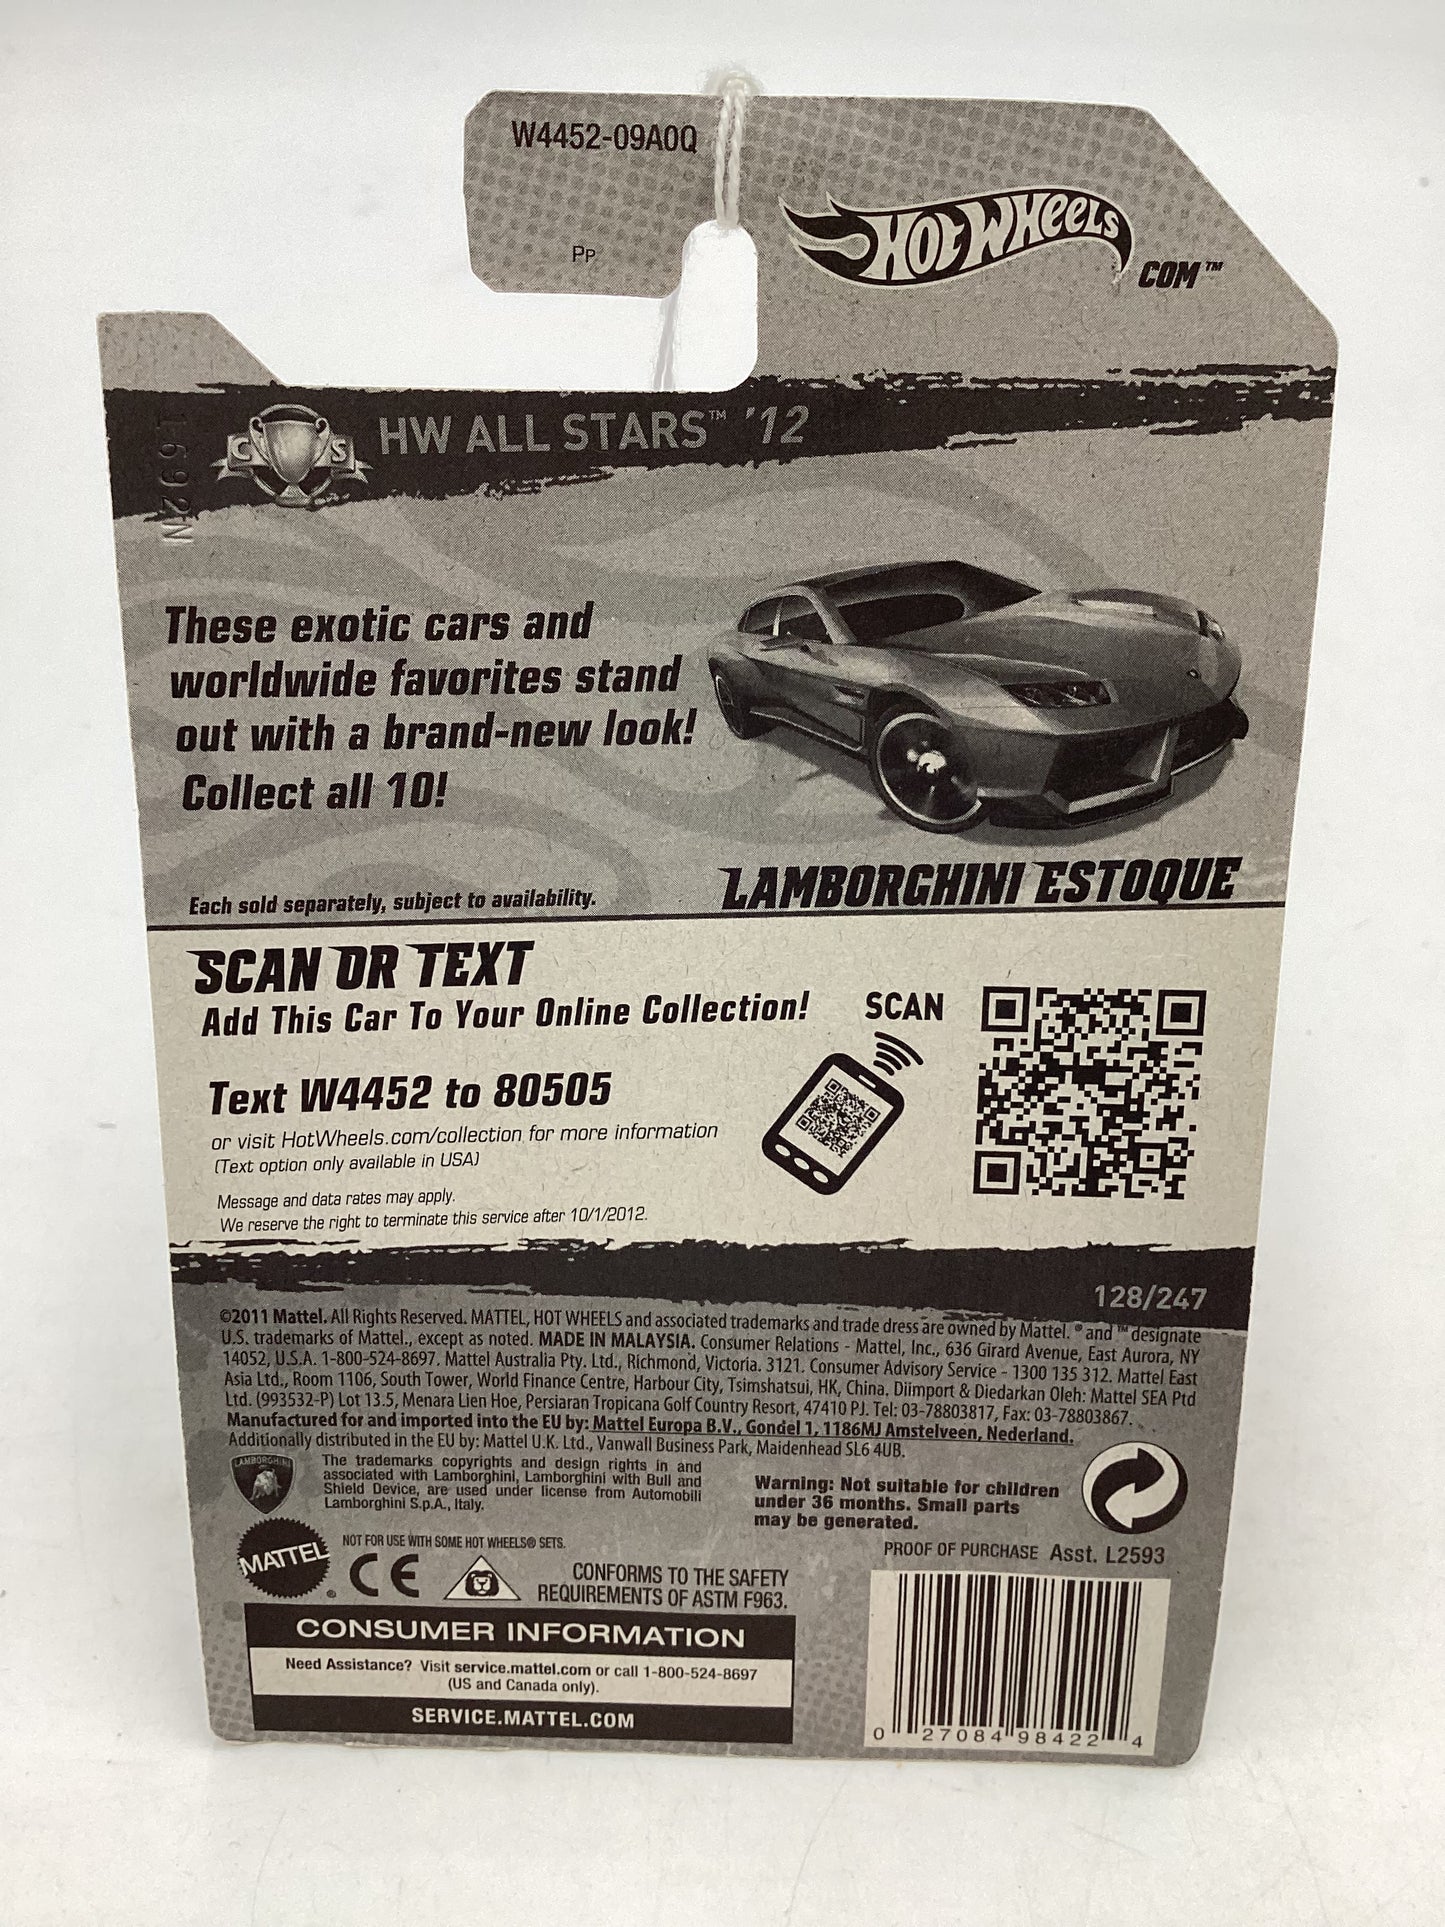 W4452-09A0Q
PP
HOT WHEELS
COM™
1692N
C S
HW ALL STARS™ '12
These exotic cars and
worldwide favorites stand
out with a brand-new look!
Collect all 10!
Each sold separately, subject to availability.
LAMBORGHINI ESTOQUE
SCAN OR TEXT
Add This Car To Your Online Collection!
SCAN
Text W4452 to 80505
or visit HotWheels.com/collection for more information
(Text option only available in USA)
Message and data rates may apply.
We reserve the right to terminate this service after 10/1/2012.
128/247
©2011 Mattel. All Rights Reserved. MATTEL, HOT WHEELS and associated trademarks and trade dress are owned by Mattel. ® and ™ designate
U.S. trademarks of Mattel., except as noted. MADE IN MALAYSIA. Consumer Relations - Mattel, Inc., 636 Girard Avenue, East Aurora, NY
14052, U.S.A. 1-800-524-8697. Mattel Australia Pty. Ltd., Richmond, Victoria. 3121. Consumer Advisory Service - 1300 135 312. Mattel East
Asia Ltd., Room 1106, South Tower, World Finance Centre, Harbour City, Tsimshatsui, HK, China. Diimport & Diedarkan Oleh: Mattel SEA Ptd
Ltd. (993532-P) Lot 13.5, Menara Lien Hoe, Persiaran Tropicana Golf Country Resort, 47410 PJ. Tel: 03-78803817, Fax: 03-78803867.
Manufactured for and imported into the EU by: Mattel Europa B.V., Gondel 1, 1186MJ Amstelveen, Nederland.
Additionally distributed in the EU by: Mattel U.K. Ltd., Vanwall Business Park, Maidenhead SL6 4UB.
LAMBORGHINI
The trademarks copyrights and design rights in and
associated with Lamborghini, Lamborghini with Bull and
Shield Device, are used under license from Automobili
Lamborghini S.p.A., Italy.
Warning: Not suitable for children
under 36 months. Small parts
may be generated.
MATTEL®
NOT FOR USE WITH SOME HOT WHEELS® SETS.
CE
CONFORMS TO THE SAFETY
REQUIREMENTS OF ASTM F963.
PROOF OF PURCHASE Asst. L2593
CONSUMER INFORMATION
Need Assistance? Visit service.mattel.com or call 1-800-524-8697
(US and Canada only).
SERVICE.MATTEL.COM
0 27084 98422 4